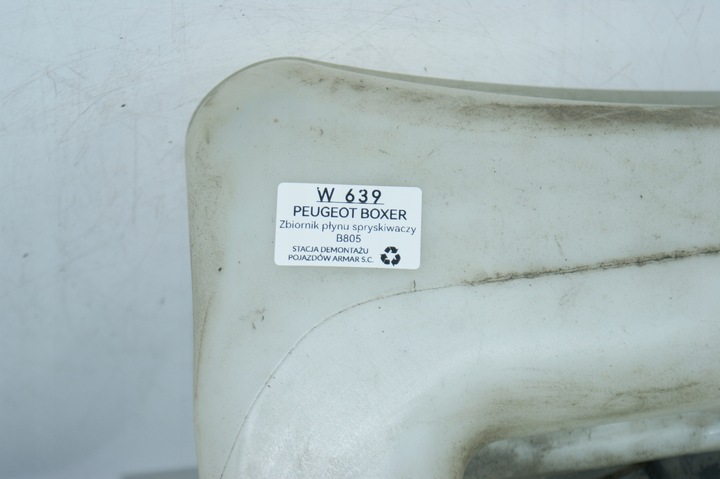 W 639
PEUGEOT BOXER
Zbiornik płynu spryskiwaczy
B805
STACJA DEMONTAŻU
POJAZDÓW ARMAR S.C.